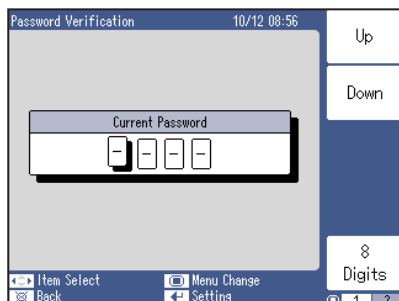 Password Verification 10/12 08:56
Up
Down
Current Password
- - - -
8
Digits
Item Select Menu Change
Back Setting
1 2